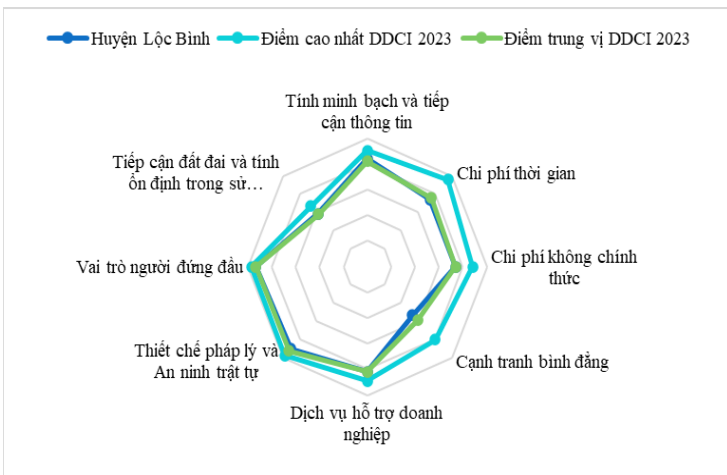 Huyện Lộc Bình
Điểm cao nhất DDCI 2023
Điểm trung vị DDCI 2023
Tính minh bạch và tiếp
cận thông tin
Chi phí thời gian
Chi phí không chính
thức
Cạnh tranh bình đẳng
Dịch vụ hỗ trợ doanh
nghiệp
Thiết chế pháp lý và
An ninh trật tự
Vai trò người đứng đầu
Tiếp cận đất đai và tính
ổn định trong sử…